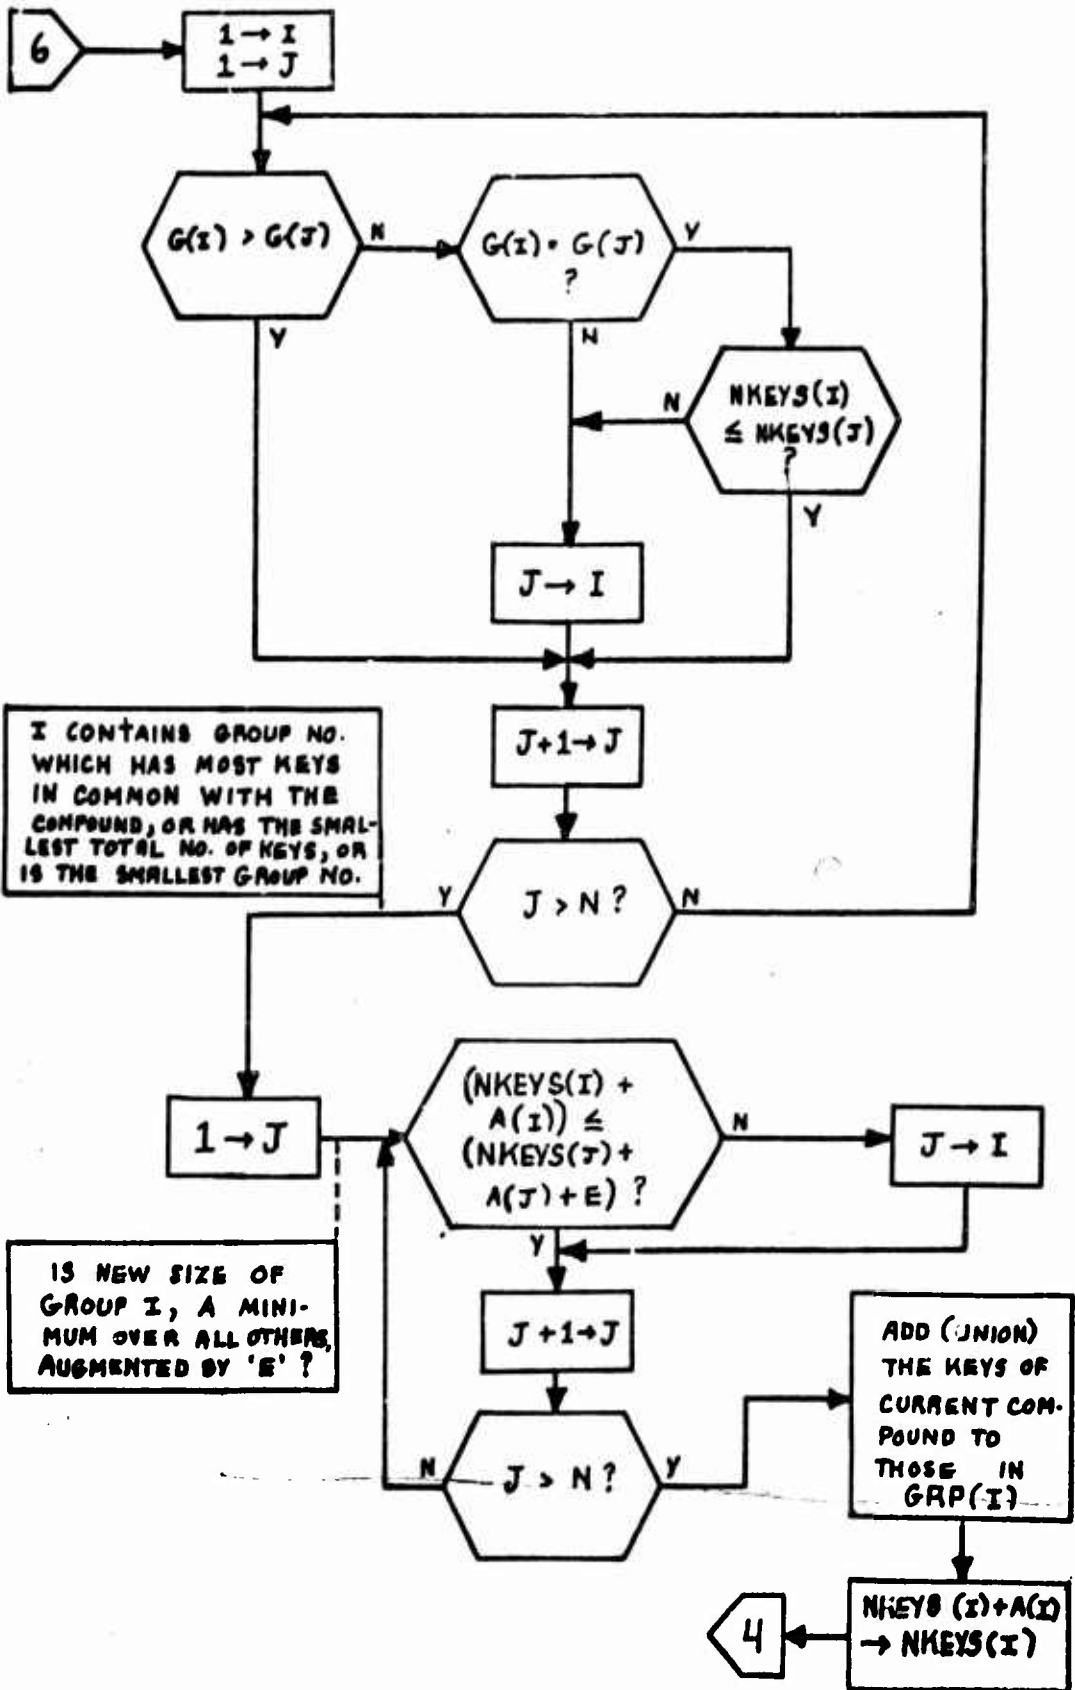 6
1 → I
1 → J
G(I) > G(J)
N
Y
G(I) = G(J)
?
Y
N
NKEYS(I)
≤ NKEYS(J)
?
N
Y
J → I
J+1→J
I CONTAINS GROUP NO.
WHICH HAS MOST KEYS
IN COMMON WITH THE
COMPOUND, OR HAS THE SMAL-
LEST TOTAL NO. OF KEYS, OR
IS THE SMALLEST GROUP NO.
Y
J > N ?
N
1 → J
(NKEYS(I) +
A(I)) ≤
(NKEYS(J) +
A(J) + E) ?
N
Y
J → I
IS NEW SIZE OF
GROUP I, A MINI-
MUM OVER ALL OTHERS,
AUGMENTED BY 'E' ?
J+1→J
N
J > N ?
Y
ADD (UNION)
THE KEYS OF
CURRENT COM-
POUND TO
THOSE IN
GRP(I)
NKEYS (I)+A(I)
→ NKEYS(I)
4